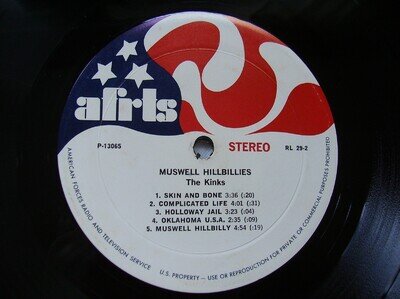 afrts
P-13065
STEREO
RL 29-2
MUSWELL HILLBILLIES
The Kinks
1. SKIN AND BONE 3:36 (:20)
2. COMPLICATED LIFE 4:01 (:31)
3. HOLLOWAY JAIL 3:23 (:04)
4. OKLAHOMA U.S.A. 2:35 (:09)
5. MUSWELL HILLBILLY 4:54 (:19)
AMERICAN FORCES RADIO AND TELEVISION SERVICE U.S. PROPERTY - USE OR REPRODUCTION FOR PRIVATE OR COMMERCIAL PURPOSES PROHIBITED